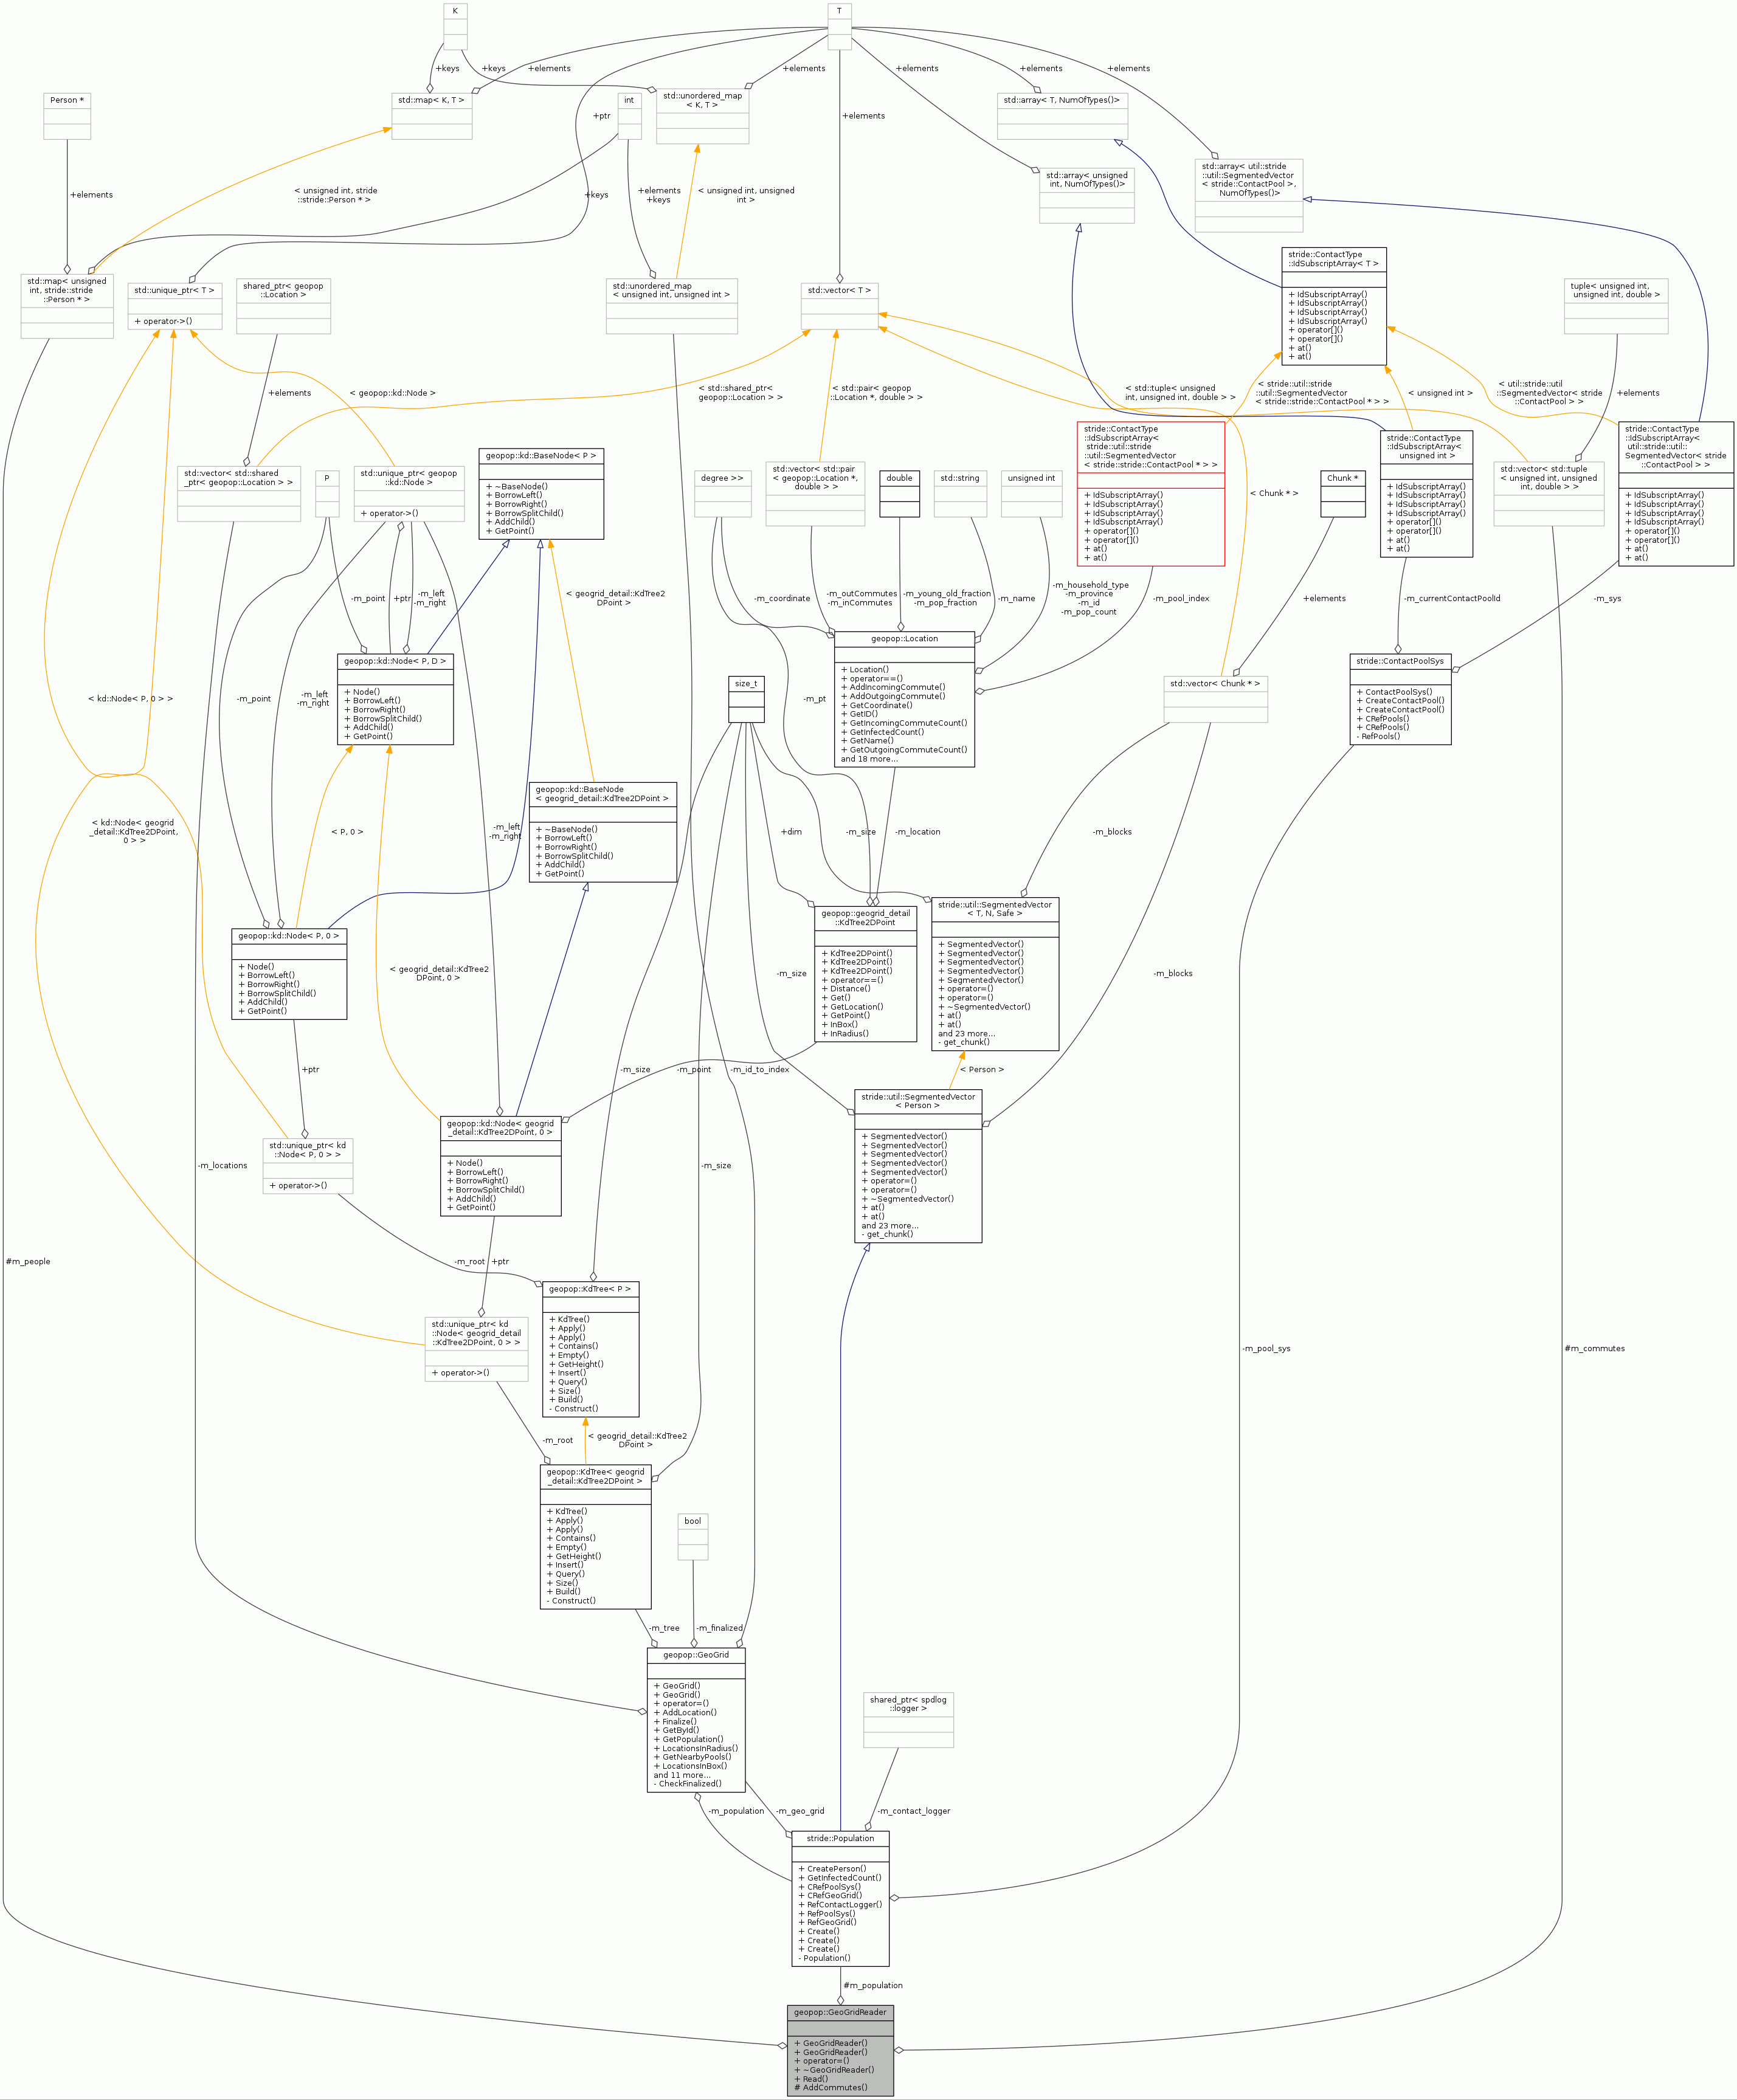 K
T
+keys
+keys
+elements
+elements
+elements
+elements
+elements
Person *
std::map< K, T >
int
std::unordered_map
< K, T >
std::array< T, NumOfTypes()>
+ptr
+elements
std::array< unsigned
int, NumOfTypes()>
std::array< util::stride
::util::SegmentedVector
< stride::ContactPool >,
NumOfTypes()>
+elements
< unsigned int, stride
::stride::Person * >
+keys
+elements
+keys
< unsigned int, unsigned
int >
stride::ContactType
::IdSubscriptArray< T >
+ IdSubscriptArray()
+ IdSubscriptArray()
+ IdSubscriptArray()
+ IdSubscriptArray()
+ operator[]()
+ operator[]()
+ at()
+ at()
std::map< unsigned
int, stride::stride
::Person * >
std::unique_ptr< T >
+ operator->()
shared_ptr< geopop
::Location >
std::unordered_map
< unsigned int, unsigned int >
std::vector< T >
tuple< unsigned int,
unsigned int, double >
+elements
< geopop::kd::Node >
< std::shared_ptr<
geopop::Location > >
< std::pair< geopop
::Location *, double > >
< std::tuple< unsigned
int, unsigned int, double > >
< stride::util::stride
::util::SegmentedVector
< stride::stride::ContactPool * > >
< unsigned int >
< util::stride::util
::SegmentedVector< stride
::ContactPool > >
+elements
std::vector< std::shared
_ptr< geopop::Location > >
P
std::unique_ptr< geopop
::kd::Node >
+ operator->()
geopop::kd::BaseNode< P >
+ ~BaseNode()
+ BorrowLeft()
+ BorrowRight()
+ BorrowSplitChild()
+ AddChild()
+ GetPoint()
degree >>
std::vector< std::pair
< geopop::Location *,
double > >
double
std::string
unsigned int
stride::ContactType
::IdSubscriptArray<
stride::util::stride
::util::SegmentedVector
< stride::stride::ContactPool * > >
+ IdSubscriptArray()
+ IdSubscriptArray()
+ IdSubscriptArray()
+ IdSubscriptArray()
+ operator[]()
+ operator[]()
+ at()
+ at()
< Chunk * >
Chunk *
stride::ContactType
::IdSubscriptArray<
unsigned int >
+ IdSubscriptArray()
+ IdSubscriptArray()
+ IdSubscriptArray()
+ IdSubscriptArray()
+ operator[]()
+ operator[]()
+ at()
+ at()
std::vector< std::tuple
< unsigned int, unsigned
int, double > >
stride::ContactType
::IdSubscriptArray<
util::stride::util::
SegmentedVector< stride
::ContactPool > >
+ IdSubscriptArray()
+ IdSubscriptArray()
+ IdSubscriptArray()
+ IdSubscriptArray()
+ operator[]()
+ operator[]()
+ at()
+ at()
-m_point
+ptr
-m_left
-m_right
< geogrid_detail::KdTree2
DPoint >
-m_coordinate
-m_outCommutes
-m_inCommutes
-m_young_old_fraction
-m_pop_fraction
-m_name
-m_household_type
-m_province
-m_id
-m_pop_count
-m_pool_index
+elements
-m_currentContactPoolId
-m_sys
geopop::kd::Node< P, D >
+ Node()
+ BorrowLeft()
+ BorrowRight()
+ BorrowSplitChild()
+ AddChild()
+ GetPoint()
geopop::Location
+ Location()
+ operator==()
+ AddIncomingCommute()
+ AddOutgoingCommute()
+ GetCoordinate()
+ GetID()
+ GetIncomingCommuteCount()
+ GetInfectedCount()
+ GetName()
+ GetOutgoingCommuteCount()
and 18 more...
size_t
std::vector< Chunk * >
stride::ContactPoolSys
+ ContactPoolSys()
+ CreateContactPool()
+ CreateContactPool()
+ CRefPools()
+ CRefPools()
- RefPools()
< kd::Node< P, 0 > >
-m_point
-m_left
-m_right
-m_pt
geopop::kd::BaseNode
< geogrid_detail::KdTree2DPoint >
+ ~BaseNode()
+ BorrowLeft()
+ BorrowRight()
+ BorrowSplitChild()
+ AddChild()
+ GetPoint()
< kd::Node< geogrid
_detail::KdTree2DPoint,
0 > >
< P, 0 >
-m_left
-m_right
+dim
-m_size
-m_location
-m_blocks
geopop::kd::Node< P, 0 >
+ Node()
+ BorrowLeft()
+ BorrowRight()
+ BorrowSplitChild()
+ AddChild()
+ GetPoint()
geopop::geogrid_detail
::KdTree2DPoint
+ KdTree2DPoint()
+ KdTree2DPoint()
+ KdTree2DPoint()
+ operator==()
+ Distance()
+ Get()
+ GetLocation()
+ GetPoint()
+ InBox()
+ InRadius()
stride::util::SegmentedVector
< T, N, Safe >
+ SegmentedVector()
+ SegmentedVector()
+ SegmentedVector()
+ SegmentedVector()
+ SegmentedVector()
+ operator=()
+ operator=()
+ ~SegmentedVector()
+ at()
+ at()
and 23 more...
- get_chunk()
< geogrid_detail::KdTree2
DPoint, 0 >
-m_size
-m_blocks
+ptr
-m_size
-m_point
-m_id_to_index
< Person >
stride::util::SegmentedVector
< Person >
+ SegmentedVector()
+ SegmentedVector()
+ SegmentedVector()
+ SegmentedVector()
+ SegmentedVector()
+ operator=()
+ operator=()
+ ~SegmentedVector()
+ at()
+ at()
and 23 more...
- get_chunk()
std::unique_ptr< kd
::Node< P, 0 > >
+ operator->()
geopop::kd::Node< geogrid
_detail::KdTree2DPoint, 0 >
+ Node()
+ BorrowLeft()
+ BorrowRight()
+ BorrowSplitChild()
+ AddChild()
+ GetPoint()
-m_locations
-m_size
#m_people
-m_root
+ptr
geopop::KdTree< P >
+ KdTree()
+ Apply()
+ Apply()
+ Contains()
+ Empty()
+ GetHeight()
+ Insert()
+ Query()
+ Size()
+ Build()
- Construct()
std::unique_ptr< kd
::Node< geogrid_detail
::KdTree2DPoint, 0 > >
+ operator->()
-m_pool_sys
#m_commutes
-m_root
< geogrid_detail::KdTree2
DPoint >
geopop::KdTree< geogrid
_detail::KdTree2DPoint >
+ KdTree()
+ Apply()
+ Apply()
+ Contains()
+ Empty()
+ GetHeight()
+ Insert()
+ Query()
+ Size()
+ Build()
- Construct()
bool
-m_tree
-m_finalized
geopop::GeoGrid
+ GeoGrid()
+ GeoGrid()
+ operator=()
+ AddLocation()
+ Finalize()
+ GetById()
+ GetPopulation()
+ LocationsInRadius()
+ GetNearbyPools()
+ LocationsInBox()
and 11 more...
- CheckFinalized()
shared_ptr< spdlog
::logger >
-m_population
-m_geo_grid
-m_contact_logger
stride::Population
+ CreatePerson()
+ GetInfectedCount()
+ CRefPoolSys()
+ CRefGeoGrid()
+ RefContactLogger()
+ RefPoolSys()
+ RefGeoGrid()
+ Create()
+ Create()
+ Create()
- Population()
#m_population
geopop::GeoGridReader
+ GeoGridReader()
+ GeoGridReader()
+ operator=()
+ ~GeoGridReader()
+ Read()
# AddCommutes()